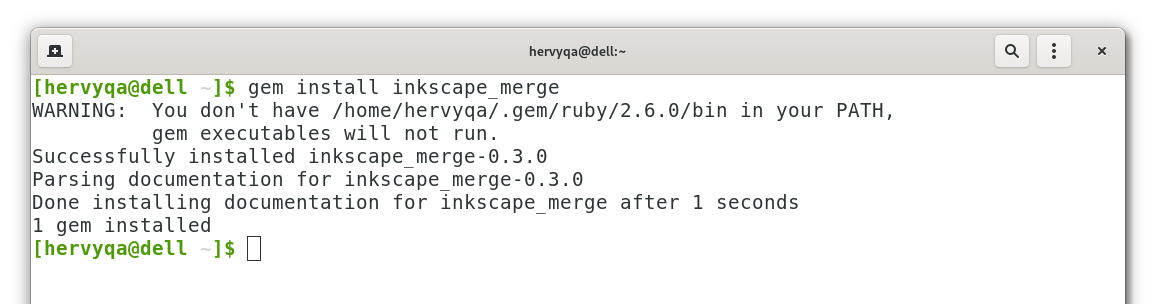 hervyqa@dell:~
[hervyqa@dell ~]$ gem install inkscape_merge
WARNING:  You don't have /home/hervyqa/.gem/ruby/2.6.0/bin in your PATH,
          gem executables will not run.
Successfully installed inkscape_merge-0.3.0
Parsing documentation for inkscape_merge-0.3.0
Done installing documentation for inkscape_merge after 1 seconds
1 gem installed
[hervyqa@dell ~]$